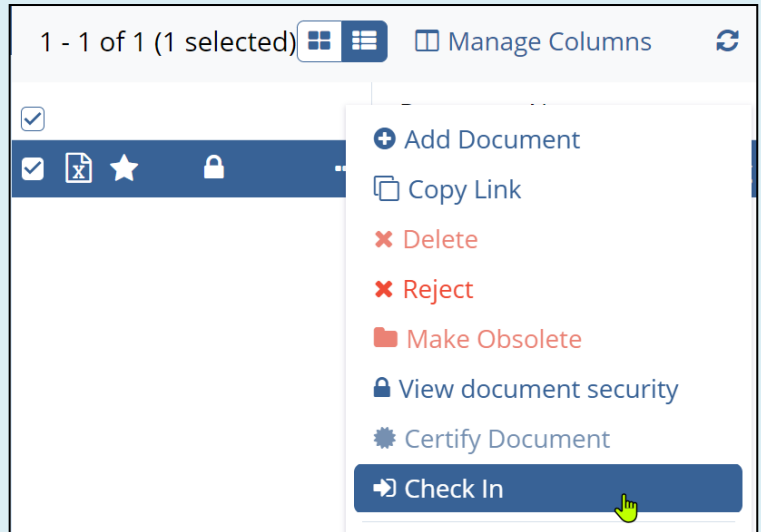 1 - 1 of 1 (1 selected) Manage Columns
Add Document
Copy Link
Delete
Reject
Make Obsolete
View document security
Certify Document
Check In